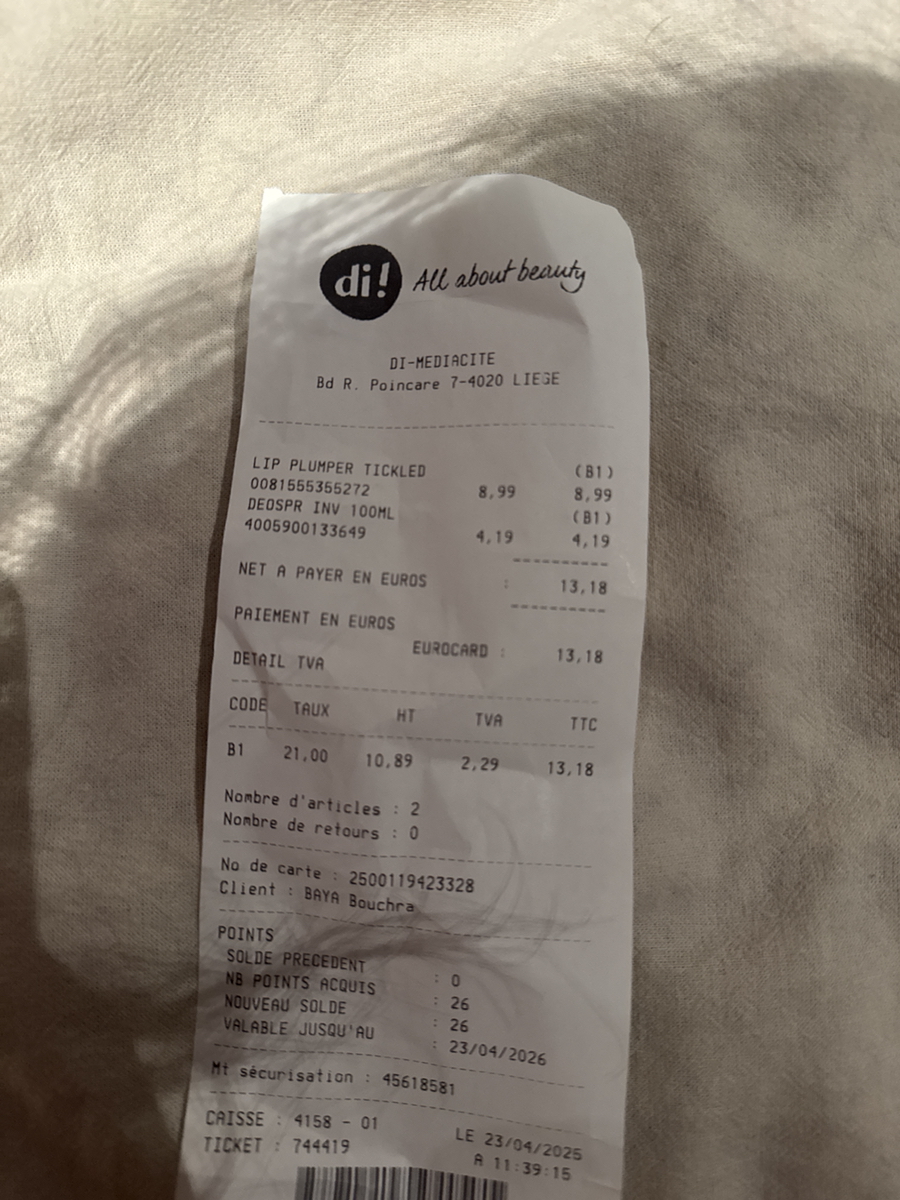 di! All about beauty
DI-MEDIACITE
Bd R. Poincare 7-4020 LIEGE
LIP PLUMPER TICKLED (B1)
0081555365272 8,99 8,99
DEOSPR INV 100ML (B1)
4005900133649 4,19 4,19
NET A PAYER EN EUROS : 13,18
PAIEMENT EN EUROS
EUROCARD : 13,18
DETAIL TVA
CODE TAUX HT TVA TTC
B1 21,00 10,89 2,29 13,18
Nombre d'articles : 2
Nombre de retours : 0
No de carte : 2500119423328
Client : BAYA Bouchra
POINTS
SOLDE PRECEDENT : 0
NB POINTS ACQUIS : 26
NOUVEAU SOLDE : 26
VALABLE JUSQU'AU : 23/04/2026
Mt sécurisation : 45618581
CAISSE : 4158 - 01 LE 23/04/2025
TICKET : 744419 A 11:39:15